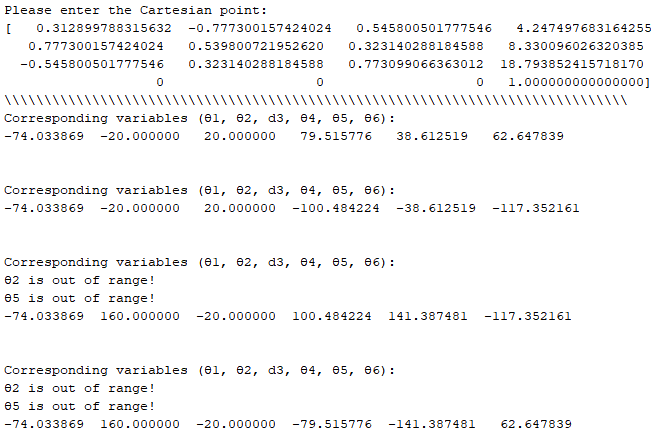 Please enter the Cartesian point:
[ 0.312899788315632 -0.777300157424024 0.545800501777546 4.247497683164255
0.777300157424024 0.539800721952620 0.323140288184588 8.330096026320385
-0.545800501777546 0.323140288184588 0.773099066363012 18.793852415718170
0 0 0 1.000000000000000]
\\\\\\\\\\\\\\\\\\\\\\\\\\\\\\\\\\\\\\\\\\\\\\\\\\\\\\\\\\\\\\\\\\\\\\\\\\\\\\
Corresponding variables (θ1, θ2, d3, θ4, θ5, θ6):
-74.033869 -20.000000 20.000000 79.515776 38.612519 62.647839
Corresponding variables (θ1, θ2, d3, θ4, θ5, θ6):
-74.033869 -20.000000 20.000000 -100.484224 -38.612519 -117.352161
Corresponding variables (θ1, θ2, d3, θ4, θ5, θ6):
θ2 is out of range!
θ5 is out of range!
-74.033869 160.000000 -20.000000 100.484224 141.387481 -117.352161
Corresponding variables (θ1, θ2, d3, θ4, θ5, θ6):
θ2 is out of range!
θ5 is out of range!
-74.033869 160.000000 -20.000000 -79.515776 -141.387481 62.647839